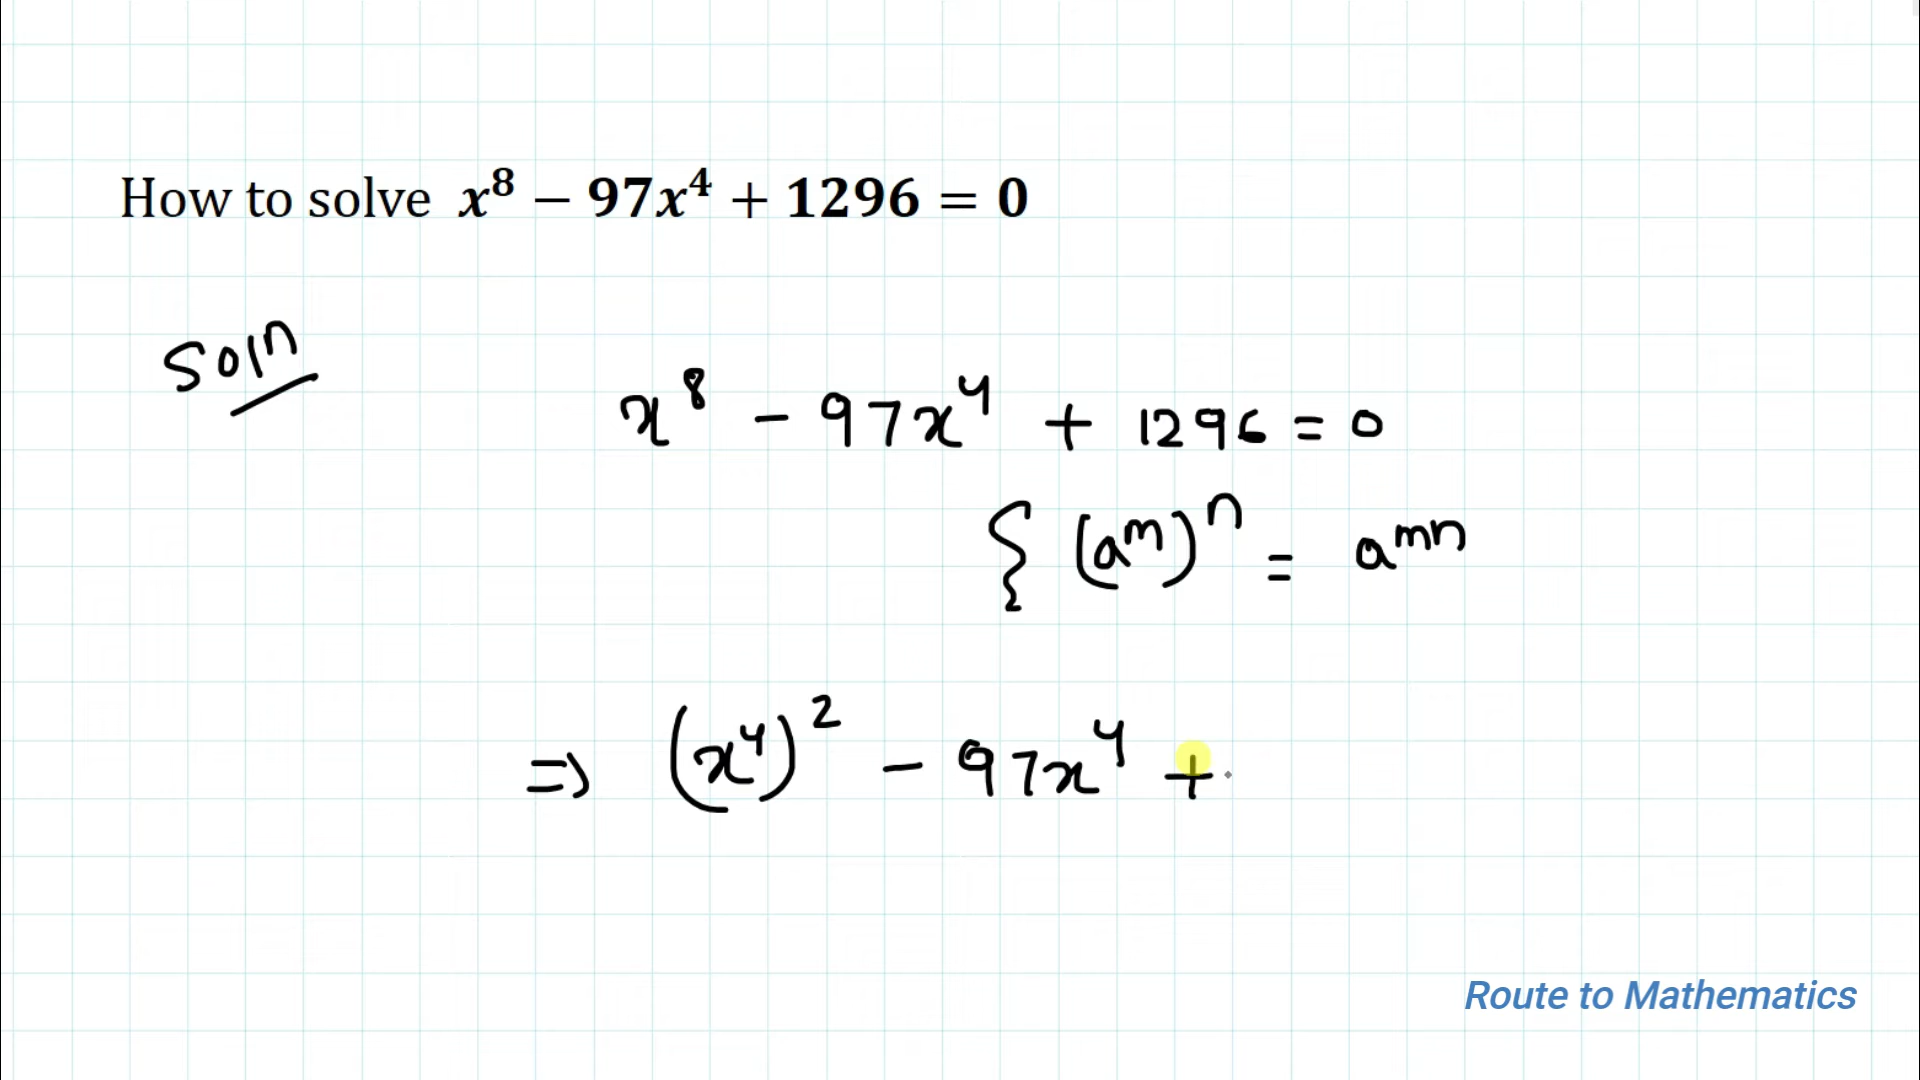 How to solve x⁸ − 97x⁴ + 1296 = 0
Soln
x⁸ − 97x⁴ + 1296 = 0
{ (aᵐ)ⁿ = aᵐⁿ
⇒ (x⁴)² − 97x⁴ +
Route to Mathematics